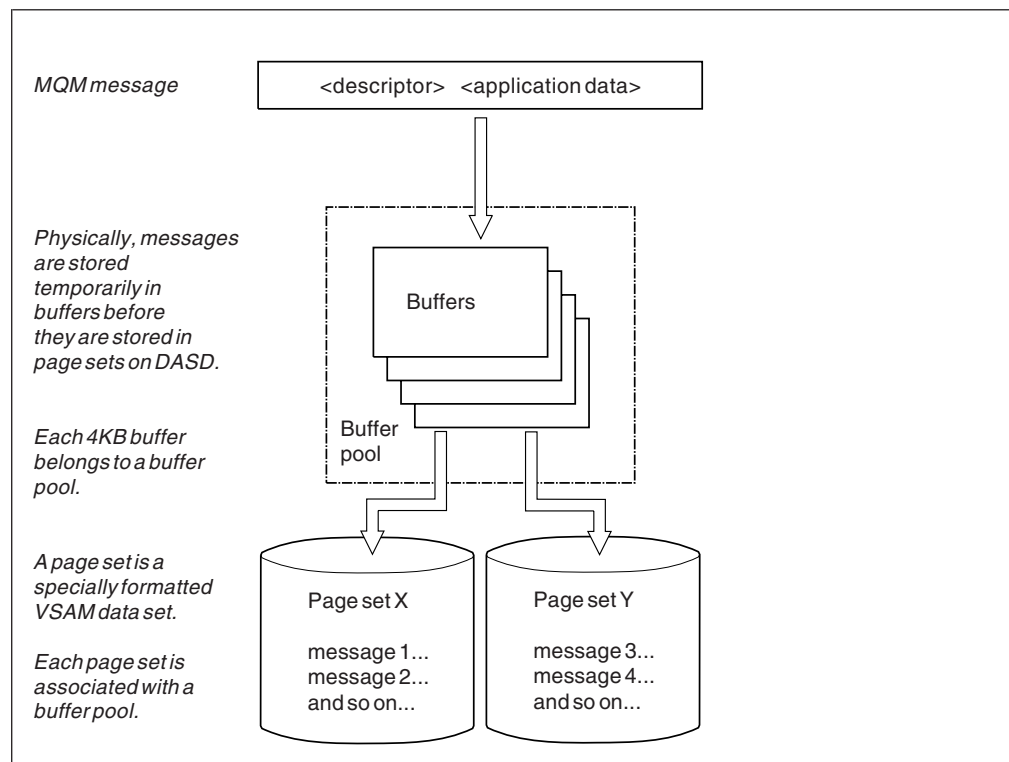 MQM message
<descriptor> <application data>
Physically, messages
are stored
temporarily in
buffers before
they are stored in
page sets on DASD.
Buffers
Buffer
pool
Each 4KB buffer
belongs to a buffer
pool.
A page set is a
specially formatted
VSAM data set.
Each page set is
associated with a
buffer pool.
Page set X
message 1...
message 2...
and so on...
Page set Y
message 3...
message 4...
and so on...